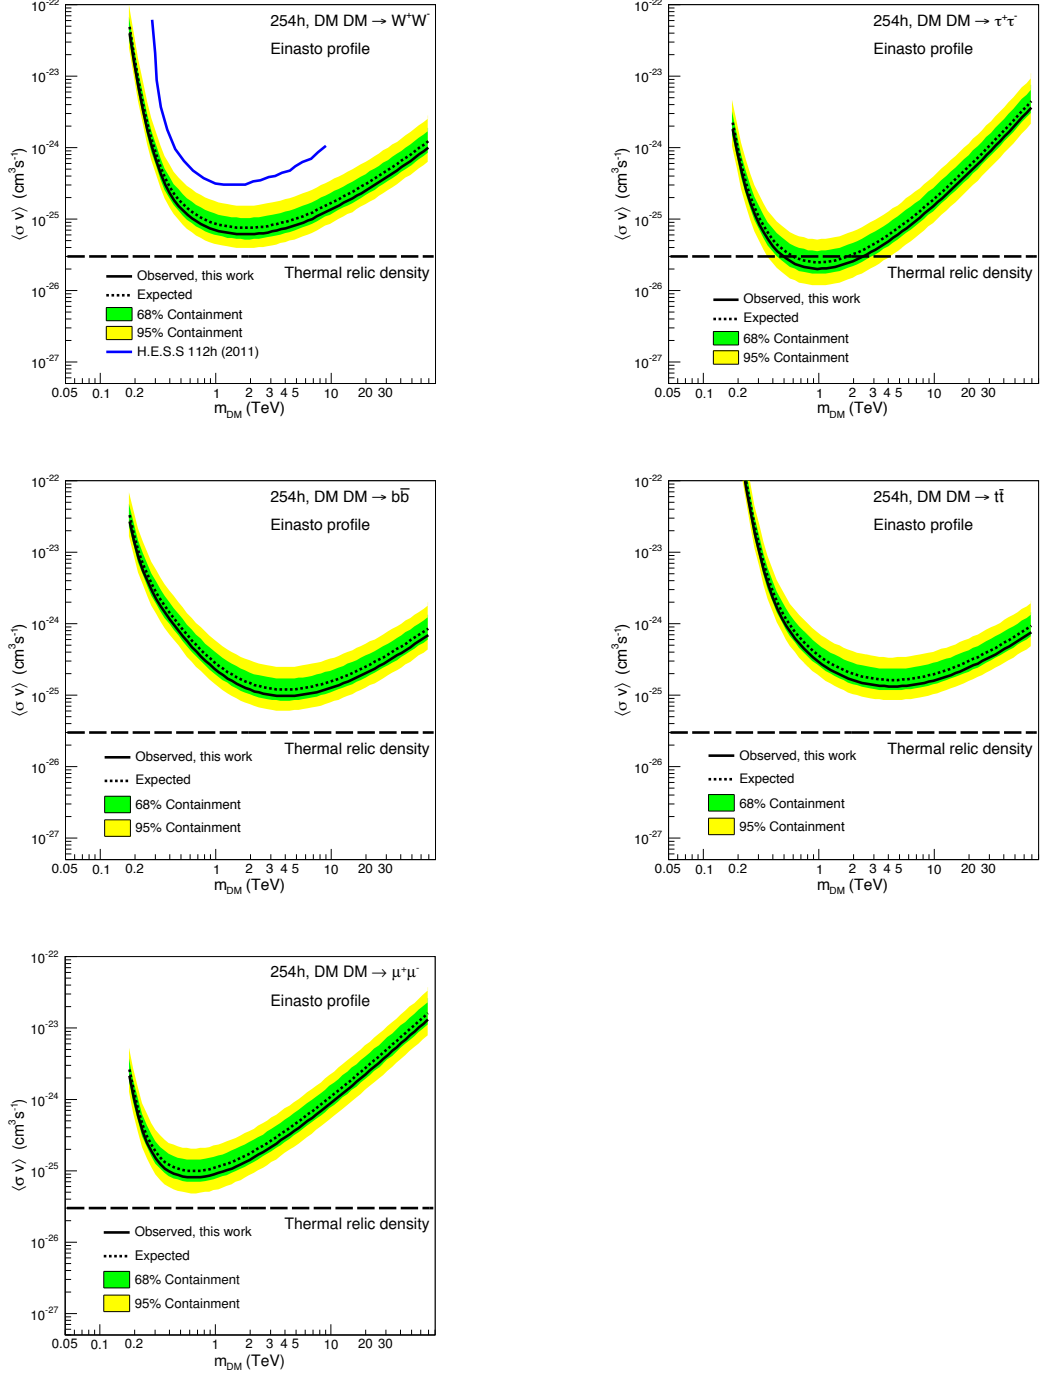 254h, DM DM → W⁺W⁻
Einasto profile
⟨σ v⟩ (cm³s⁻¹)
10⁻²³
10⁻²⁴
10⁻²⁵
10⁻²⁶
10⁻²⁷
Thermal relic density
Observed, this work
Expected
68% Containment
95% Containment
H.E.S.S 112h (2011)
0.05 0.1 0.2 1 2 3 4 5 10 20 30
m_DM (TeV)
254h, DM DM → τ⁺τ⁻
Einasto profile
⟨σ v⟩ (cm³s⁻¹)
10⁻²³
10⁻²⁴
10⁻²⁵
10⁻²⁶
10⁻²⁷
Thermal relic density
Observed, this work
Expected
68% Containment
95% Containment
0.05 0.1 0.2 1 2 3 4 5 10 20 30
m_DM (TeV)
254h, DM DM → bb̅
Einasto profile
⟨σ v⟩ (cm³s⁻¹)
10⁻²²
10⁻²³
10⁻²⁴
10⁻²⁵
10⁻²⁶
10⁻²⁷
Thermal relic density
Observed, this work
Expected
68% Containment
95% Containment
0.05 0.1 0.2 1 2 3 4 5 10 20 30
m_DM (TeV)
254h, DM DM → tt̅
Einasto profile
⟨σ v⟩ (cm³s⁻¹)
10⁻²²
10⁻²³
10⁻²⁴
10⁻²⁵
10⁻²⁶
10⁻²⁷
Thermal relic density
Observed, this work
Expected
68% Containment
95% Containment
0.05 0.1 0.2 1 2 3 4 5 10 20 30
m_DM (TeV)
254h, DM DM → μ⁺μ⁻
Einasto profile
⟨σ v⟩ (cm³s⁻¹)
10⁻²²
10⁻²³
10⁻²⁴
10⁻²⁵
10⁻²⁶
10⁻²⁷
Thermal relic density
Observed, this work
Expected
68% Containment
95% Containment
0.05 0.1 0.2 1 2 3 4 5 10 20 30
m_DM (TeV)